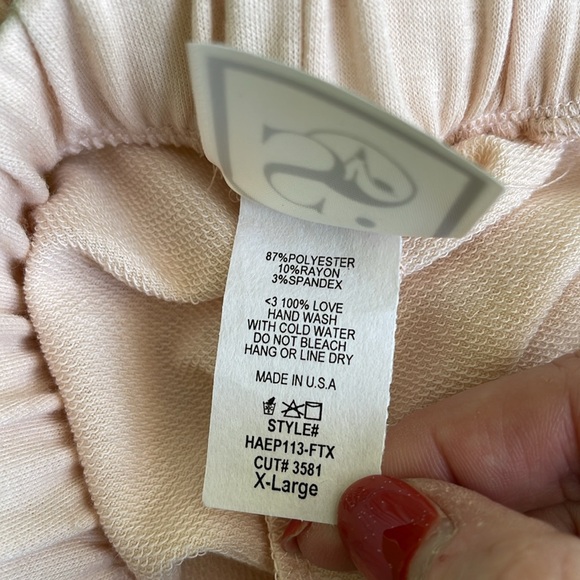 87%POLYESTER
10%RAYON
3%SPANDEX
<3 100% LOVE
HAND WASH
WITH COLD WATER
DO NOT BLEACH
HANG OR LINE DRY
MADE IN U.S.A
STYLE#
HAEP113-FTX
CUT# 3581
X-Large